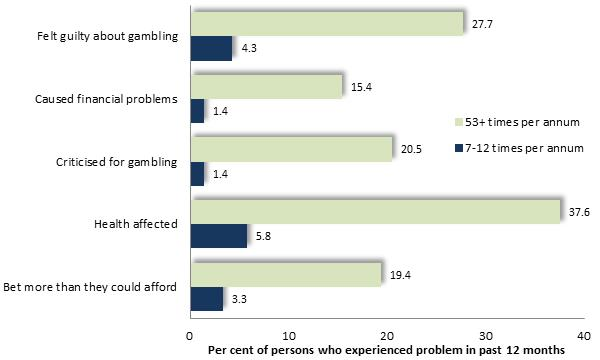 Felt guilty about gambling
27.7
4.3
Caused financial problems
15.4
1.4
53+ times per annum
7-12 times per annum
Criticised for gambling
20.5
1.4
Health affected
37.6
5.8
Bet more than they could afford
19.4
3.3
0 10 20 30 40
Per cent of persons who experienced problem in past 12 months